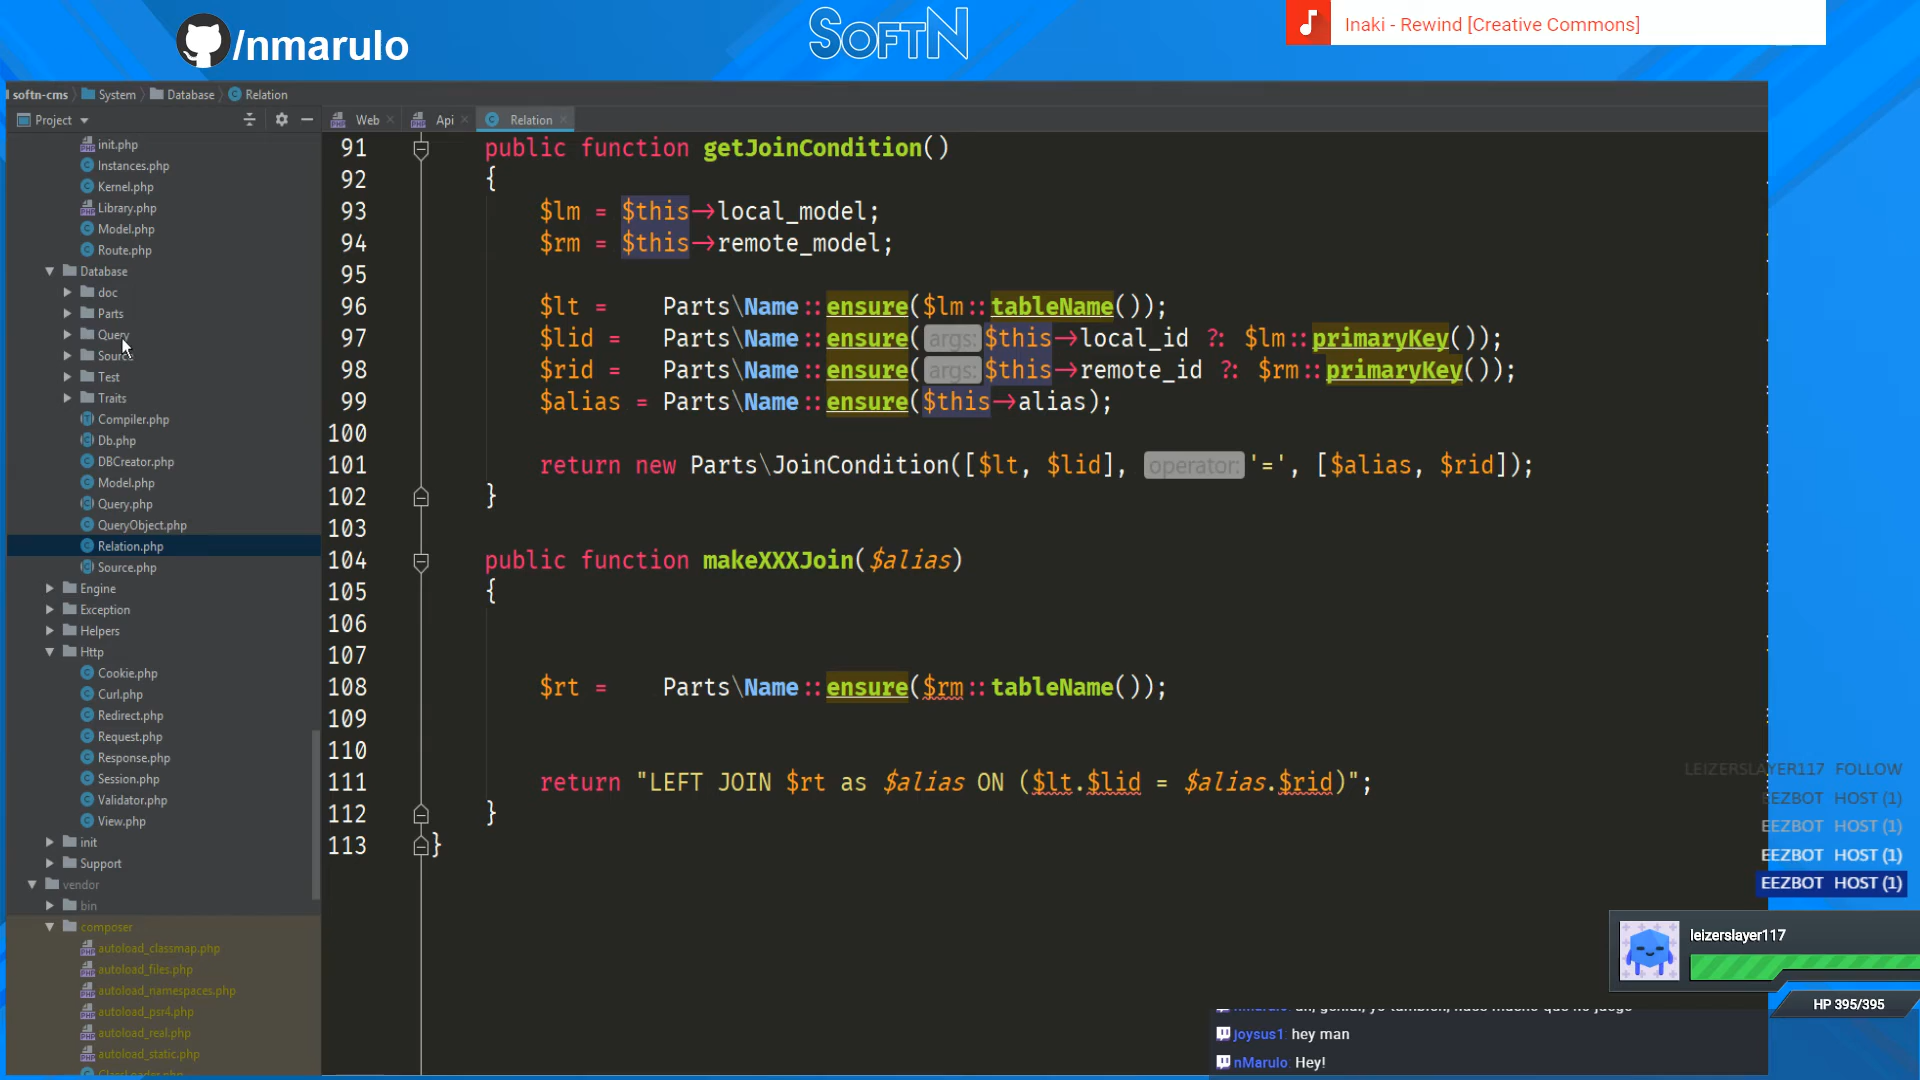 /nmarulo
SOFTN
Inaki - Rewind [Creative Commons]
softn-cms
System
Database
Relation
Project
Web
Api
Relation
init.php
Instances.php
Kernel.php
Library.php
Model.php
Route.php
Database
doc
Parts
Query
Source
Test
Traits
Compiler.php
Db.php
DBCreator.php
Model.php
Query.php
QueryObject.php
Relation.php
Source.php
Engine
Exception
Helpers
Http
Cookie.php
Curl.php
Redirect.php
Request.php
Response.php
Session.php
Validator.php
View.php
init
Support
vendor
bin
composer
autoload_classmap.php
autoload_files.php
autoload_namespaces.php
autoload_psr4.php
autoload_real.php
autoload_static.php
ClassLoader.php
91 public function getJoinCondition()
92 {
93 $lm = $this→local_model;
94 $rm = $this→remote_model;
95
96 $lt = Parts\Name::ensure($lm::tableName());
97 $lid = Parts\Name::ensure( args: $this→local_id ?: $lm::primaryKey());
98 $rid = Parts\Name::ensure( args: $this→remote_id ?: $rm::primaryKey());
99 $alias = Parts\Name::ensure($this→alias);
100
101 return new Parts\JoinCondition([$lt, $lid], operator: '=', [$alias, $rid]);
102 }
103
104 public function makeXXXJoin($alias)
105 {
106
107
108 $rt = Parts\Name::ensure($rm::tableName());
109
110
111 return "LEFT JOIN $rt as $alias ON ($lt.$lid = $alias.$rid)";
112 }
113 }
LEIZERSLAYER117 FOLLOW
EEZBOT HOST (1)
EEZBOT HOST (1)
EEZBOT HOST (1)
EEZBOT HOST (1)
leizerslayer117
HP 395/395
joysus1: hey man
nMarulo: Hey!